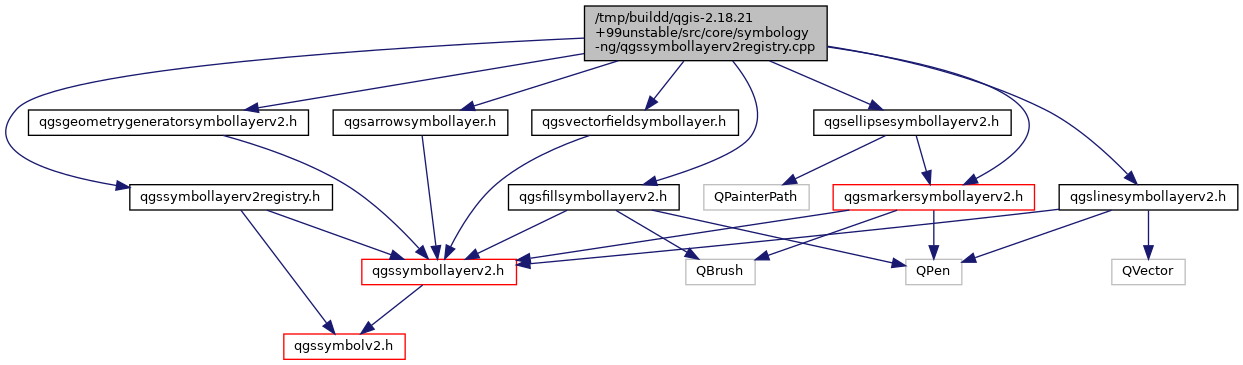 /tmp/buildd/qgis-2.18.21
+99unstable/src/core/symbology
-ng/qgssymbollayerv2registry.cpp
qgsgeometrygeneratorsymbollayerv2.h
qgsarrowsymbollayer.h
qgsvectorfieldsymbollayer.h
qgsellipsesymbollayerv2.h
qgssymbollayerv2registry.h
qgsfillsymbollayerv2.h
QPainterPath
qgsmarkersymbollayerv2.h
qgslinesymbollayerv2.h
qgssymbollayerv2.h
QBrush
QPen
QVector
qgssymbolv2.h